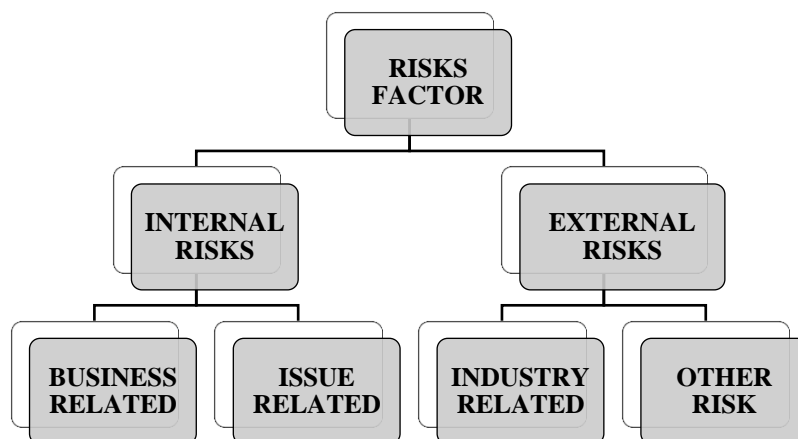 RISKS
FACTOR
INTERNAL
RISKS
EXTERNAL
RISKS
BUSINESS
RELATED
ISSUE
RELATED
INDUSTRY
RELATED
OTHER
RISK